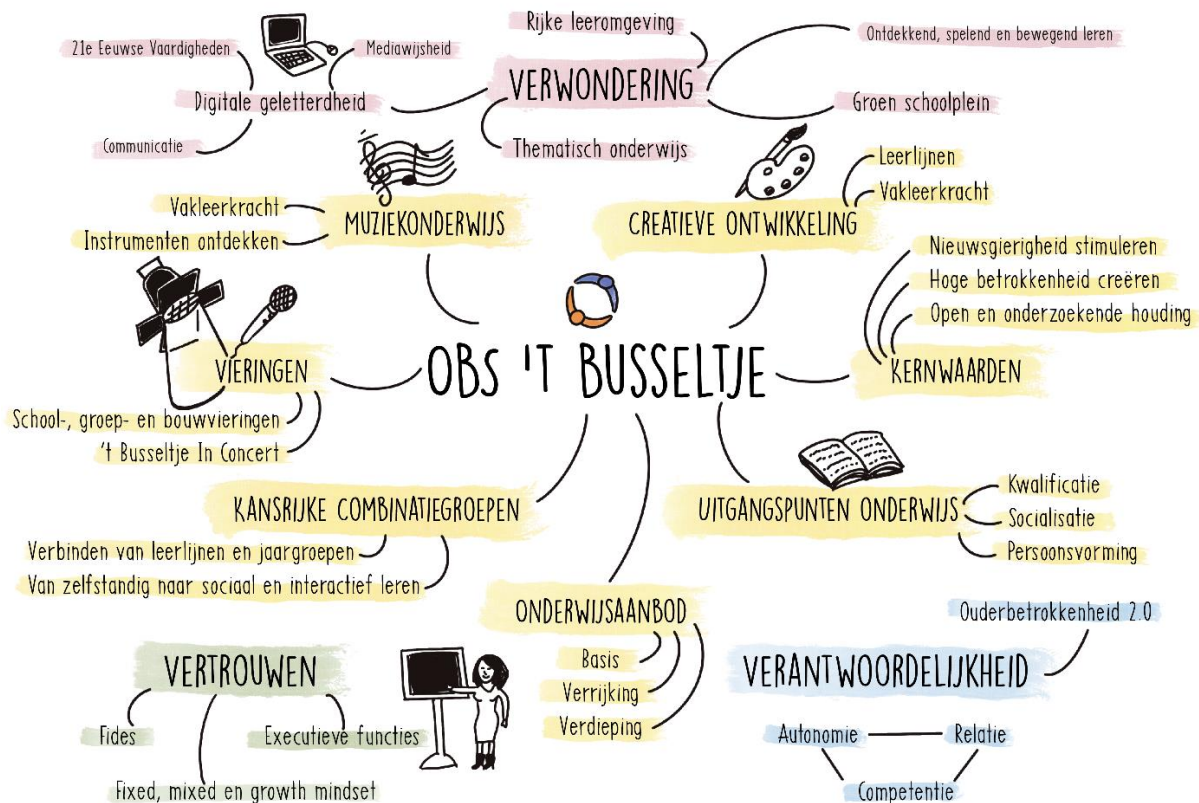 Rijke leeromgeving
21e Eeuwse Vaardigheden
Mediawijsheid
Ontdekkend, spelend en bewegend leren
VERWONDERING
Digitale geletterdheid
Groen schoolplein
Communicatie
Thematisch onderwijs
Leerlijnen
Vakleerkracht
Vakleerkracht
MUZIEKONDERWIJS
CREATIEVE ONTWIKKELING
Instrumenten ontdekken
Nieuwsgierigheid stimuleren
Hoge betrokkenheid creëren
Open en onderzoekende houding
VIERINGEN
OBS 'T BUSSELTJE
KERNWAARDEN
School-, groep- en bouwvieringen
't Busseltje In Concert
KANSRIJKE COMBINATIEGROEPEN
UITGANGSPUNTEN ONDERWIJS
Kwalificatie
Socialisatie
Persoonsvorming
Verbinden van leerlijnen en jaargroepen
Van zelfstandig naar sociaal en interactief leren
ONDERWIJSAANBOD
Basis
Verrijking
Verdieping
Ouderbetrokkenheid 2.0
VERTROUWEN
VERANTWOORDELIJKHEID
Fides
Executieve functies
Fixed, mixed en growth mindset
Autonomie
Relatie
Competentie